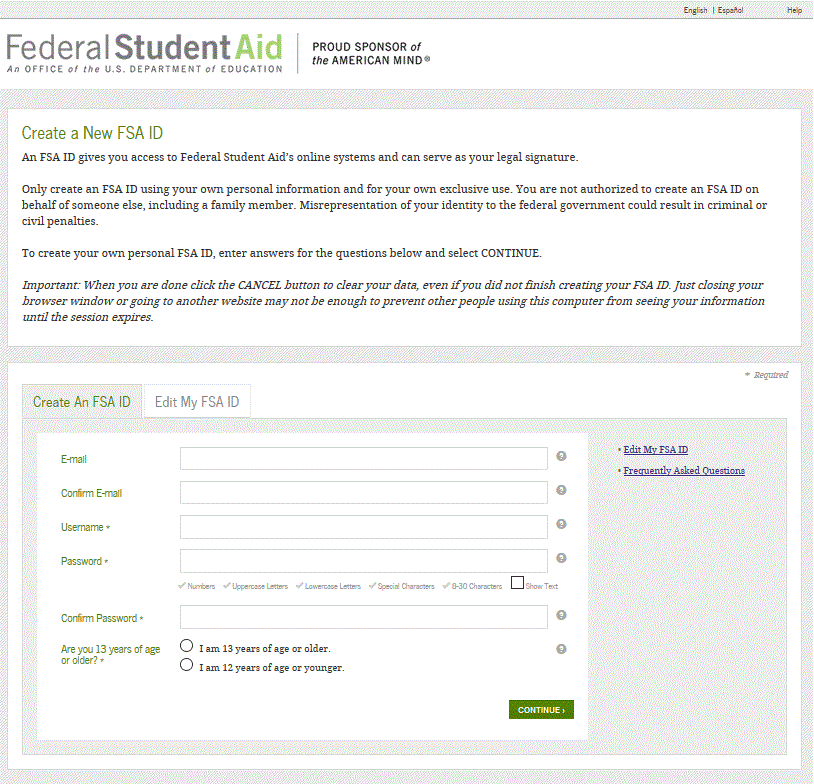 English | Español Help
Federal Student Aid
An OFFICE of the U.S. DEPARTMENT of EDUCATION
PROUD SPONSOR of
the AMERICAN MIND®
Create a New FSA ID
An FSA ID gives you access to Federal Student Aid's online systems and can serve as your legal signature.
Only create an FSA ID using your own personal information and for your own exclusive use. You are not authorized to create an FSA ID on
behalf of someone else, including a family member. Misrepresentation of your identity to the federal government could result in criminal or
civil penalties.
To create your own personal FSA ID, enter answers for the questions below and select CONTINUE.
Important: When you are done click the CANCEL button to clear your data, even if you did not finish creating your FSA ID. Just closing your
browser window or going to another website may not be enough to prevent other people using this computer from seeing your information
until the session expires.
* Required
Create An FSA ID
Edit My FSA ID
E-mail
?
Confirm E-mail
?
Username *
?
Password *
?
Numbers Uppercase Letters Lowercase Letters Special Characters 8-30 Characters Show Text
Confirm Password *
?
Are you 13 years of age
or older? *
?
I am 13 years of age or older.
I am 12 years of age or younger.
CONTINUE ›
• Edit My FSA ID
• Frequently Asked Questions